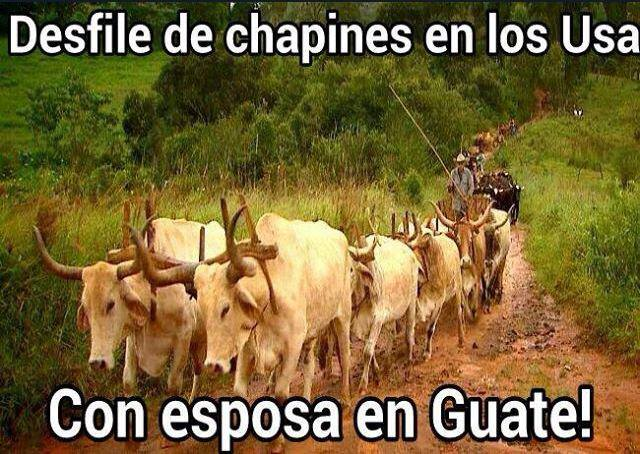 Desfile de chapines en los Usa
Con esposa en Guate!